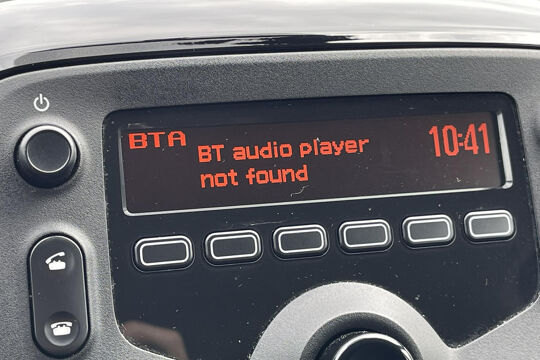 BTA
10:41
BT audio player
not found